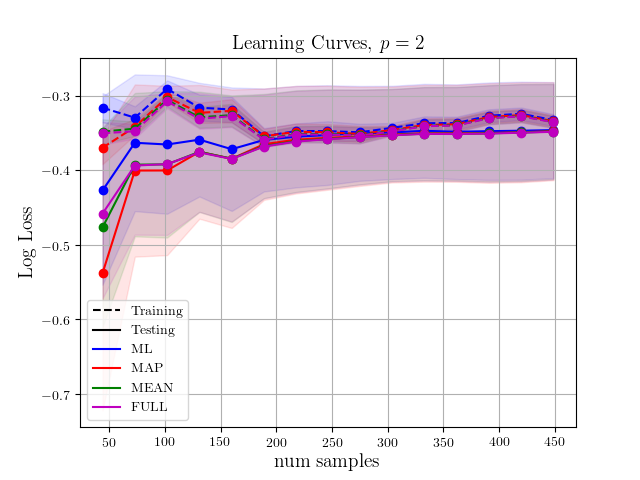 Learning Curves, p = 2
Log Loss
−0.3
−0.4
−0.5
−0.6
−0.7
Training
Testing
ML
MAP
MEAN
FULL
50 100 150 200 250 300 350 400 450
num samples